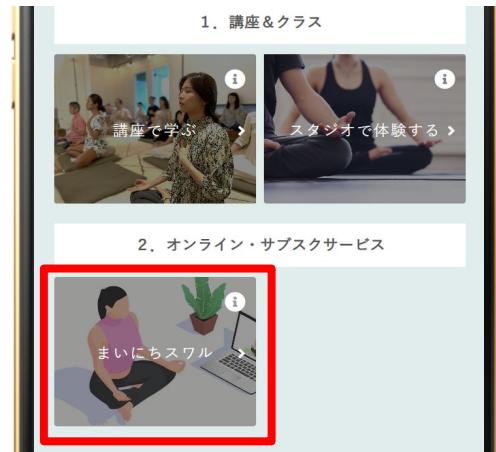 1. 講座&クラス
講座で学ぶ
スタジオで体験する
2. オンライン・サブスクサービス
まいにちスワル